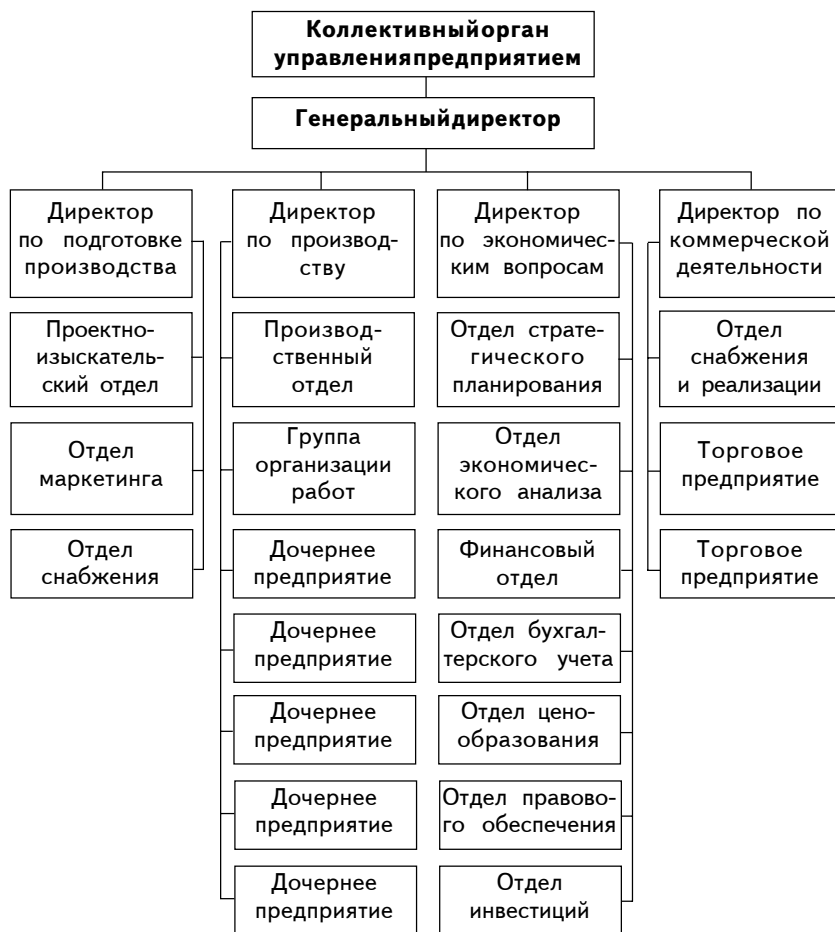 Коллективныйорган
управленияпредприятием
Генеральныйдиректор
Директор
по подготовке
производства
Проектно-
изыскатель-
ский отдел
Отдел
маркетинга
Отдел
снабжения
Директор
по производ-
ству
Производ-
ственный
отдел
Группа
организации
работ
Дочернее
предприятие
Дочернее
предприятие
Дочернее
предприятие
Дочернее
предприятие
Дочернее
предприятие
Директор
по экономичес-
ким вопросам
Отдел страте-
гического
планирования
Отдел
экономичес-
кого анализа
Финансовый
отдел
Отдел бухгал-
терского учета
Отдел цено-
образования
Отдел правово-
го обеспечения
Отдел
инвестиций
Директор по
коммерческой
деятельности
Отдел
снабжения
и реализации
Торговое
предприятие
Торговое
предприятие